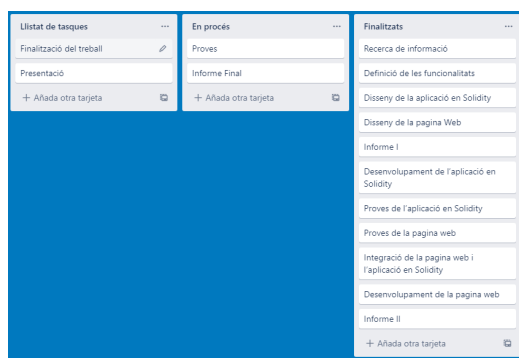 Llistat de tasques
Finalització del treball
Presentació
+ Añada otra tarjeta
En procés
Proves
Informe Final
+ Añada otra tarjeta
Finalitzats
Recerca de informació
Definició de les funcionalitats
Disseny de la aplicació en Solidity
Disseny de la pagina Web
Informe I
Desenvolupament de l'aplicació en
Solidity
Proves de l'aplicació en Solidity
Proves de la pagina web
Integració de la pagina web i
l'aplicació en Solidity
Desenvolupament de la pagina web
Informe II
+ Añada otra tarjeta